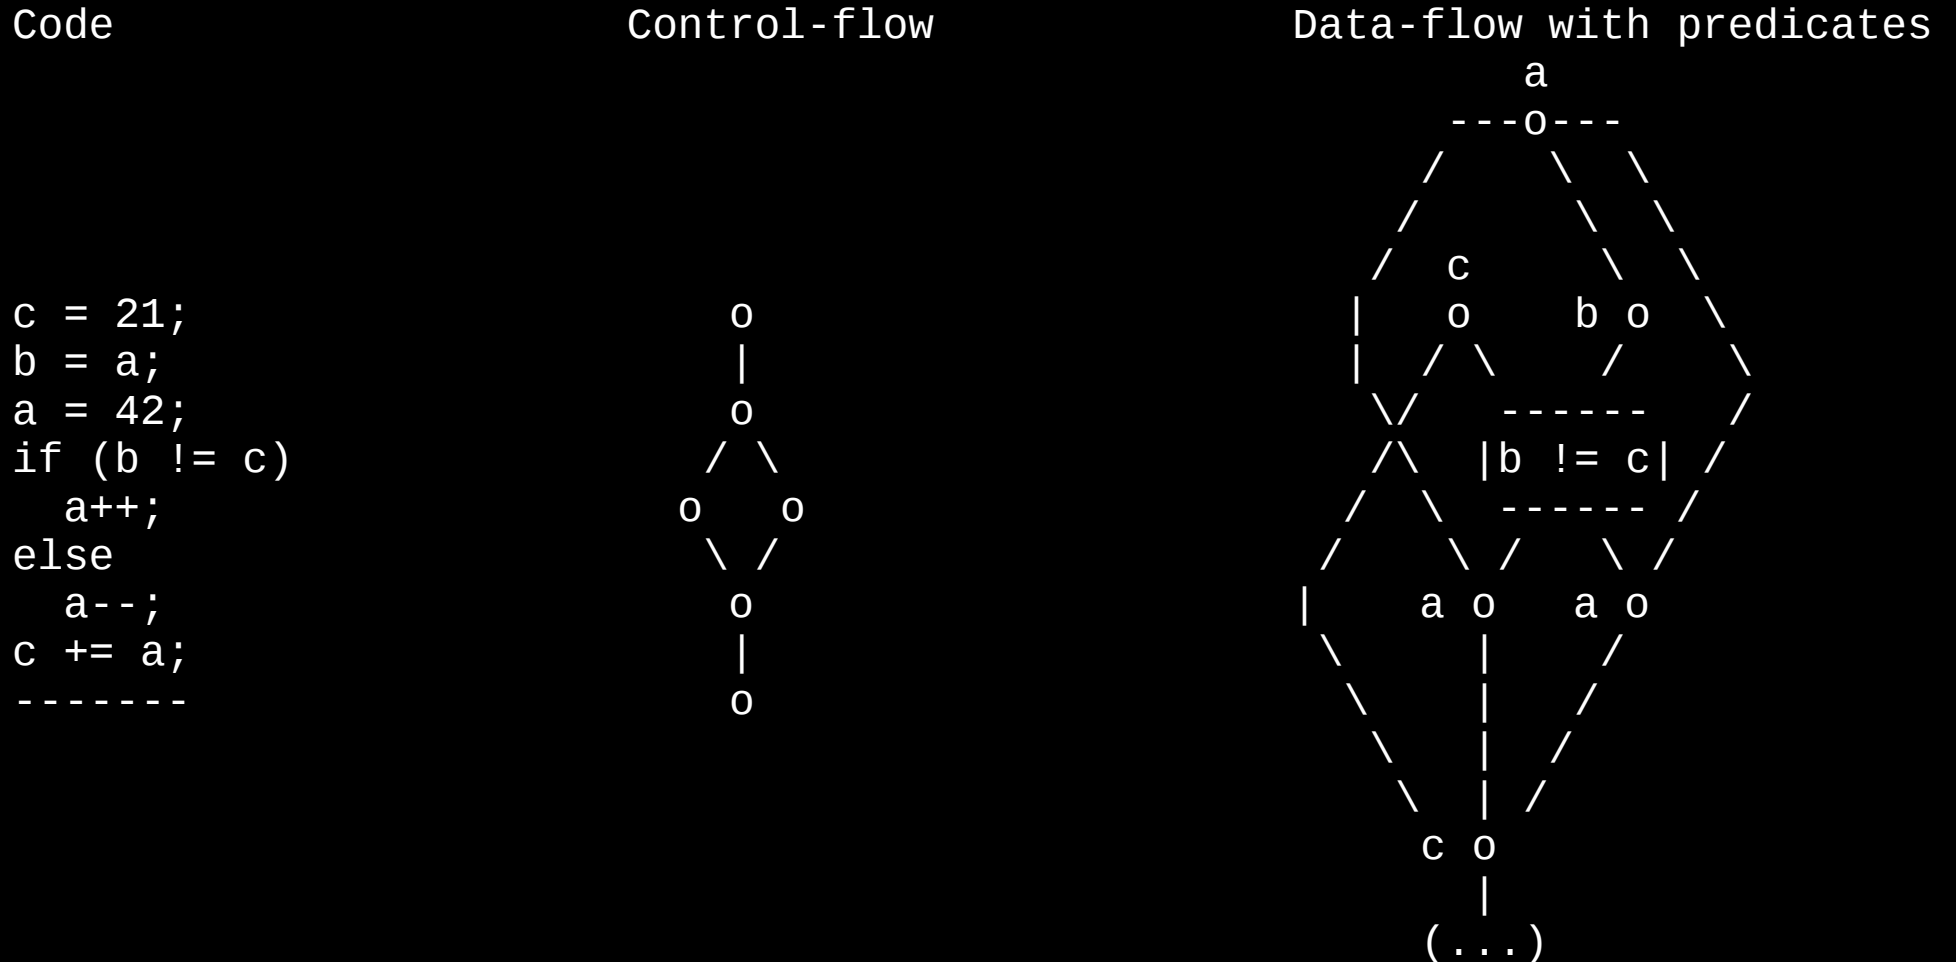 Code                    Control-flow              Data-flow with predicates
                                                           a
                                                        ---o---
                                                       /    \  \
                                                      /      \  \
                                                     /  c     \  \
c = 21;                     o                       |   o    b o  \
b = a;                      |                       |  / \    /    \
a = 42;                     o                        \/   ------   /
if (b != c)                / \                       /\  |b != c| /
  a++;                    o   o                     /  \  ------ /
else                       \ /                     /    \ /   \ /
  a--;                      o                     |    a o   a o
c += a;                     |                      \     |    /
-------                     o                       \    |   /
                                                     \   |  /
                                                      \  | /
                                                       c o
                                                         |
                                                       (...)